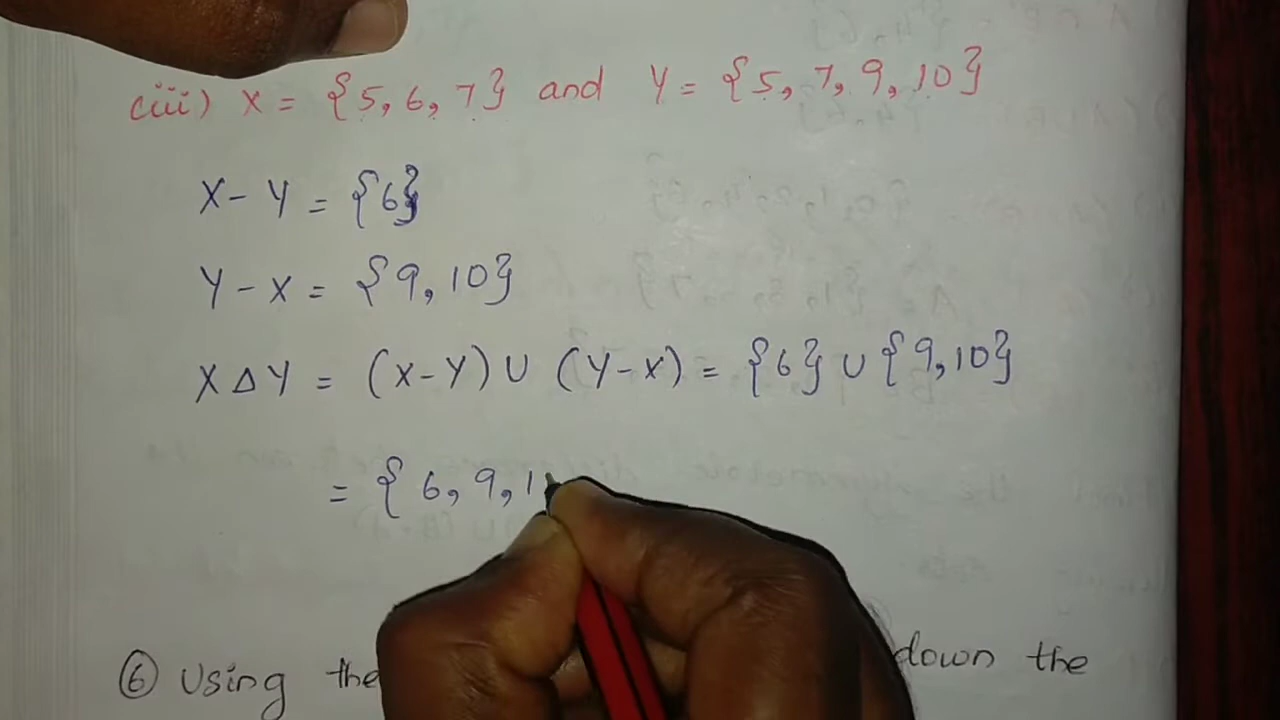 (iii) X = {5, 6, 7} and Y = {5, 7, 9, 10}
X - Y = {6}
Y - X = {9, 10}
X Δ Y = (X-Y) ∪ (Y-X) = {6} ∪ {9, 10}
= {6, 9, 1
⑥ Using the down the